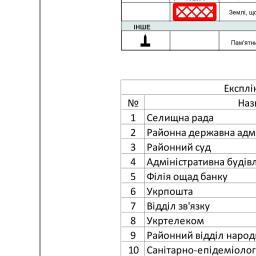 Землі, що
ІНШЕ
Пам'ятн
Експлік
№ Наз
1 Селищна рада
2 Районна державна адм
3 Районний суд
4 Адміністративна будівл
5 Філія ощад банку
6 Укрпошта
7 Відділ зв'язку
8 Укртелеком
9 Районний відділ народ
10 Санітарно-епідеміолог